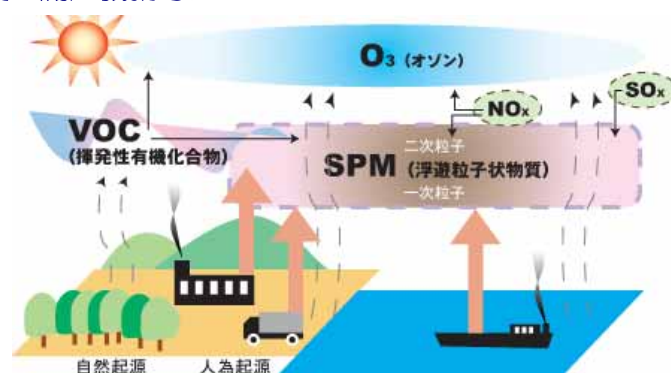 O₃ (オゾン)
SOx
NOx
VOC
(揮発性有機化合物)
二次粒子
SPM (浮遊粒子状物質)
一次粒子
自然起源 人為起源